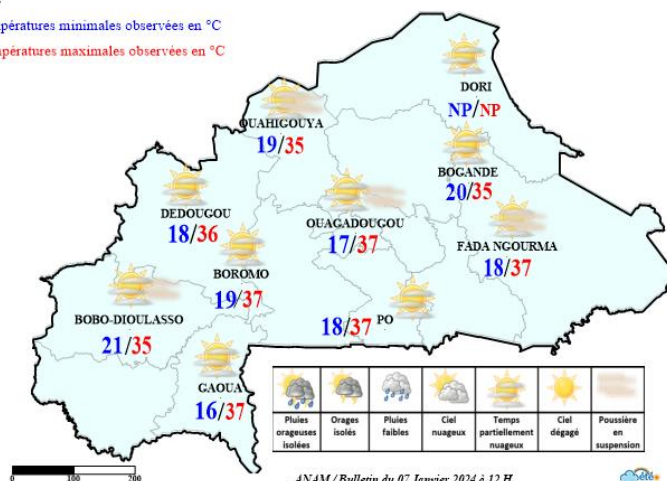 pératures minimales observées en °C
pératures maximales observées en °C
DORI
NP/NP
OUAHIGOUYA
19/35
BOGANDE
20/35
DEDOUGOU
18/36
OUAGADOUGOU
17/37
FADA NGOURMA
18/37
BOROMO
19/37
BOBO-DIOULASSO
21/35
18/37 PO
GAOUA
16/37
Pluies orageuses isolées
Orages isolés
Pluies faibles
Ciel nuageux
Temps partiellement nuageux
Ciel dégagé
Poussière en suspension
0 100 200
ANAM / Bulletin du 07 Janvier 2024 à 12 H